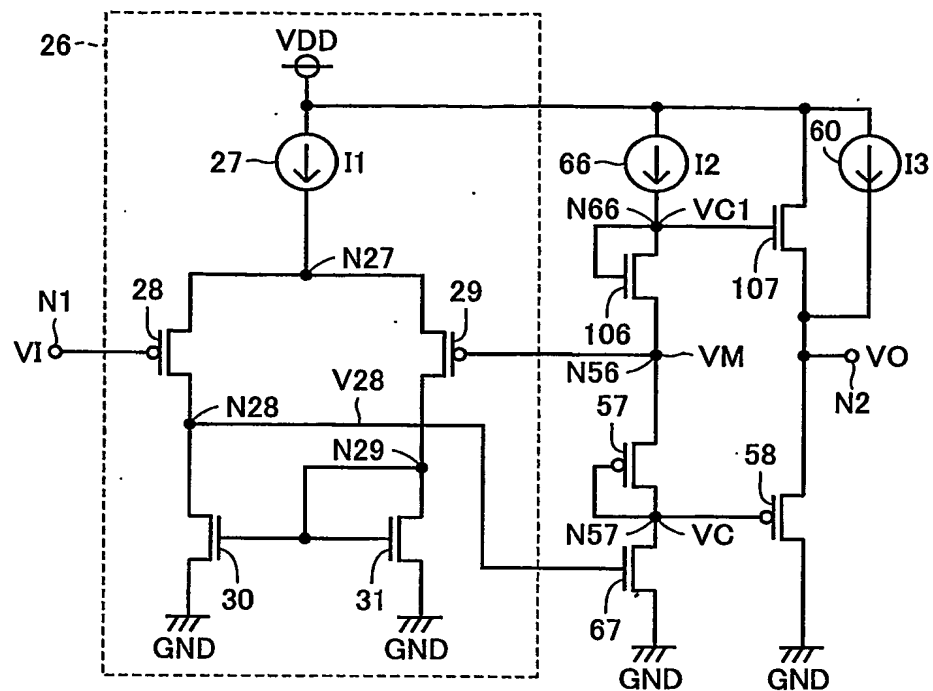 26
VDD
27
I1
66
I2
60
I3
N66
VC1
N27
N1
28
29
106
107
VI
N56
VM
VO
N2
V28
N28
57
N29
58
N57
VC
30
31
67
GND
GND
GND
GND